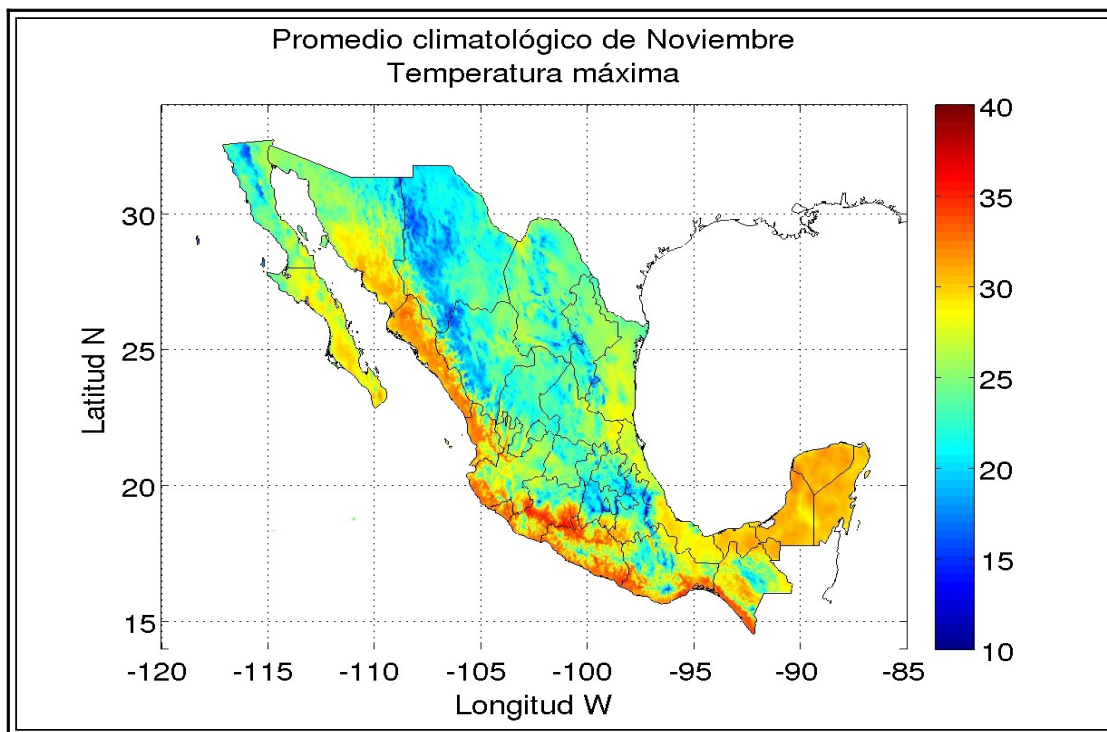 Promedio climatológico de Noviembre
Temperatura máxima
Latitud N
30
25
20
15
-120 -115 -110 -105 -100 -95 -90 -85
Longitud W
40
35
30
25
20
15
10